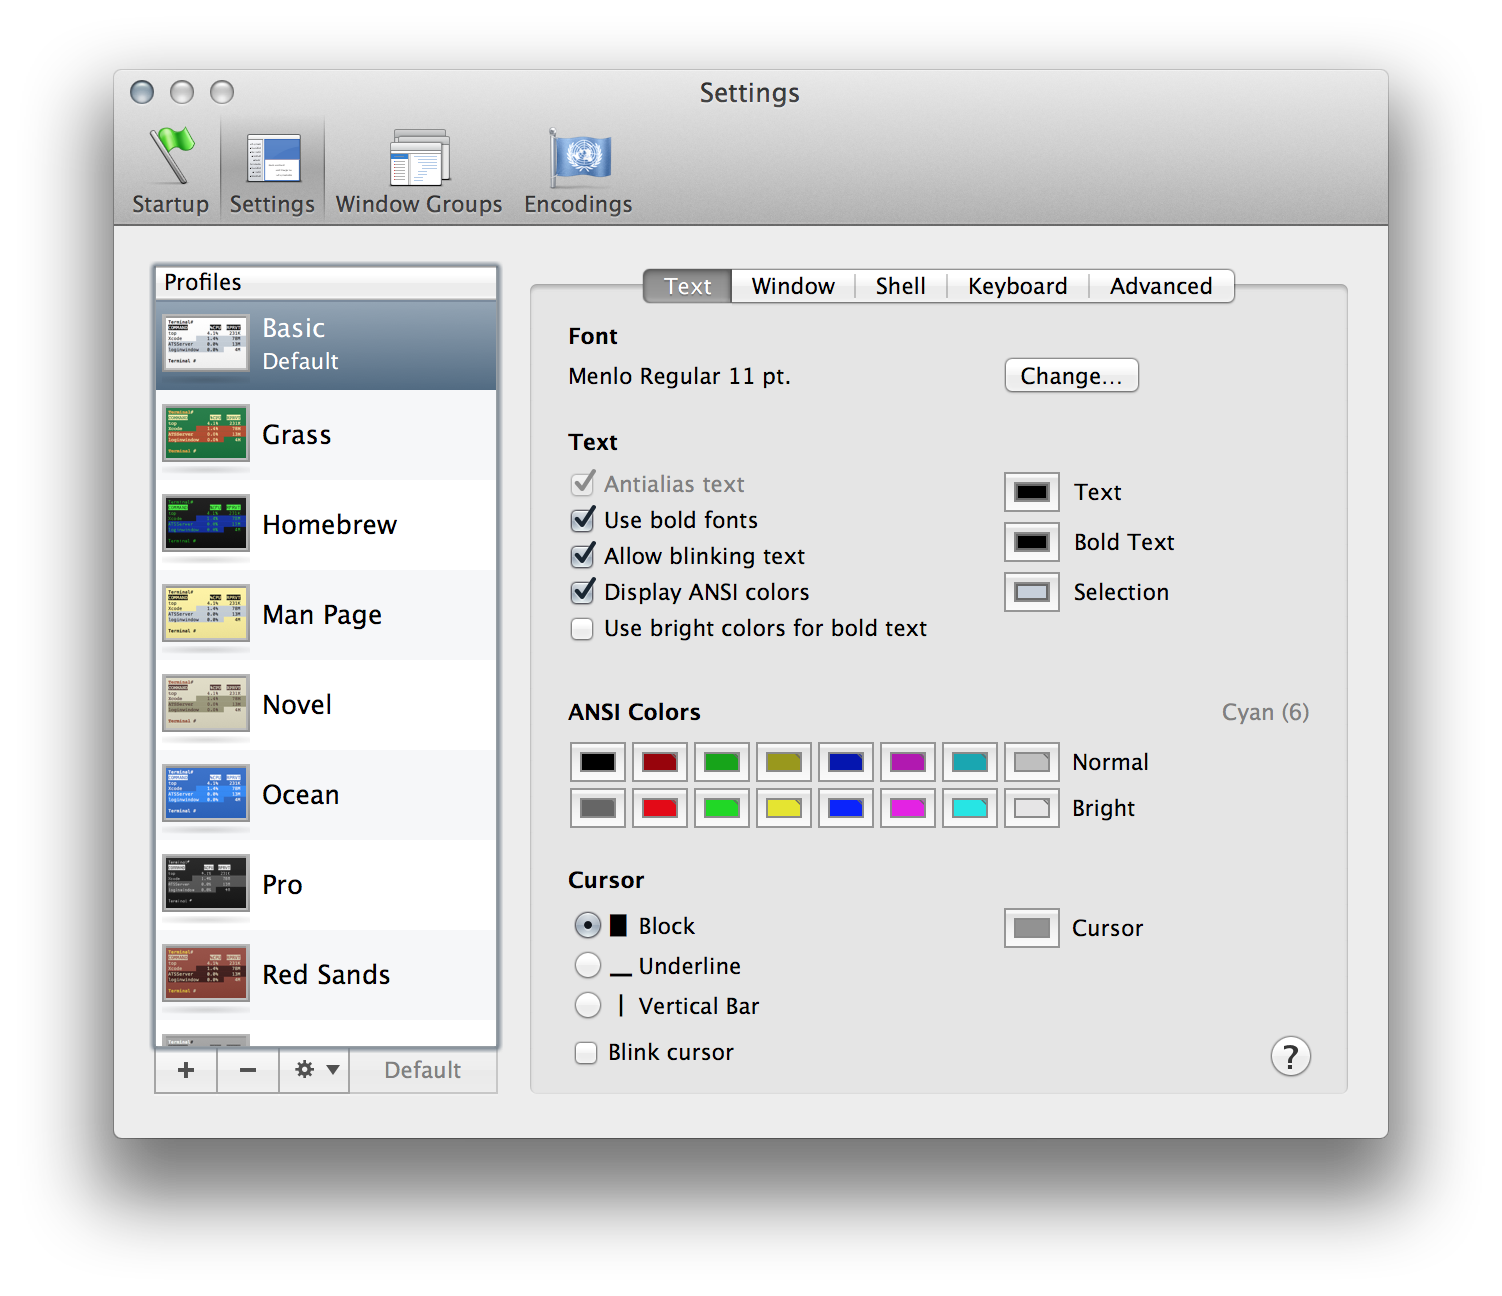 Settings
Startup Settings Window Groups Encodings
Profiles
Basic
Default
Grass
Homebrew
Man Page
Novel
Ocean
Pro
Red Sands
+ − Default
Text Window Shell Keyboard Advanced
Font
Menlo Regular 11 pt. Change...
Text
Antialias text
Use bold fonts
Allow blinking text
Display ANSI colors
Use bright colors for bold text
Text
Bold Text
Selection
ANSI Colors Cyan (6)
Normal
Bright
Cursor
Block
Underline
Vertical Bar
Blink cursor
Cursor
?